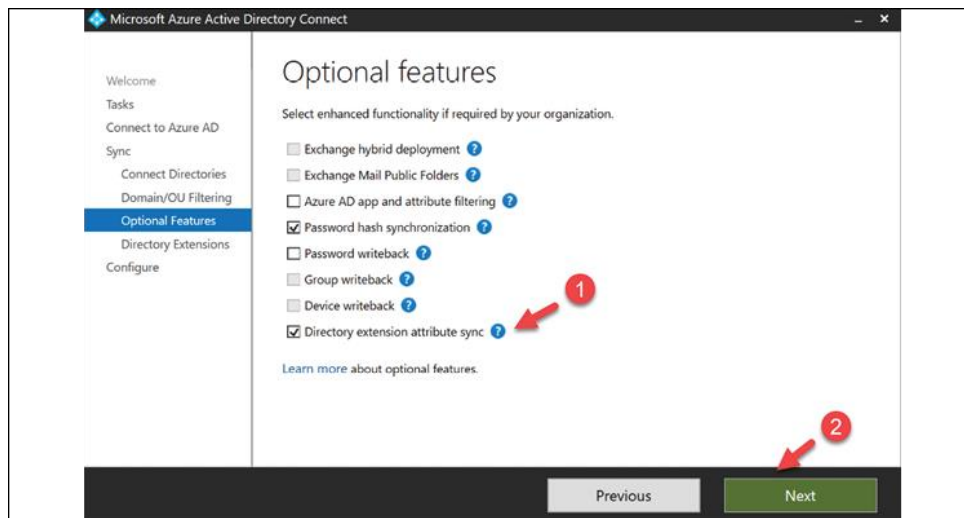 Microsoft Azure Active Directory Connect
Welcome
Tasks
Connect to Azure AD
Sync
Connect Directories
Domain/OU Filtering
Optional Features
Directory Extensions
Configure
Optional features
Select enhanced functionality if required by your organization.
Exchange hybrid deployment ?
Exchange Mail Public Folders ?
Azure AD app and attribute filtering ?
Password hash synchronization ?
Password writeback ?
Group writeback ?
Device writeback ?
Directory extension attribute sync ?
1
Learn more about optional features.
2
Previous
Next